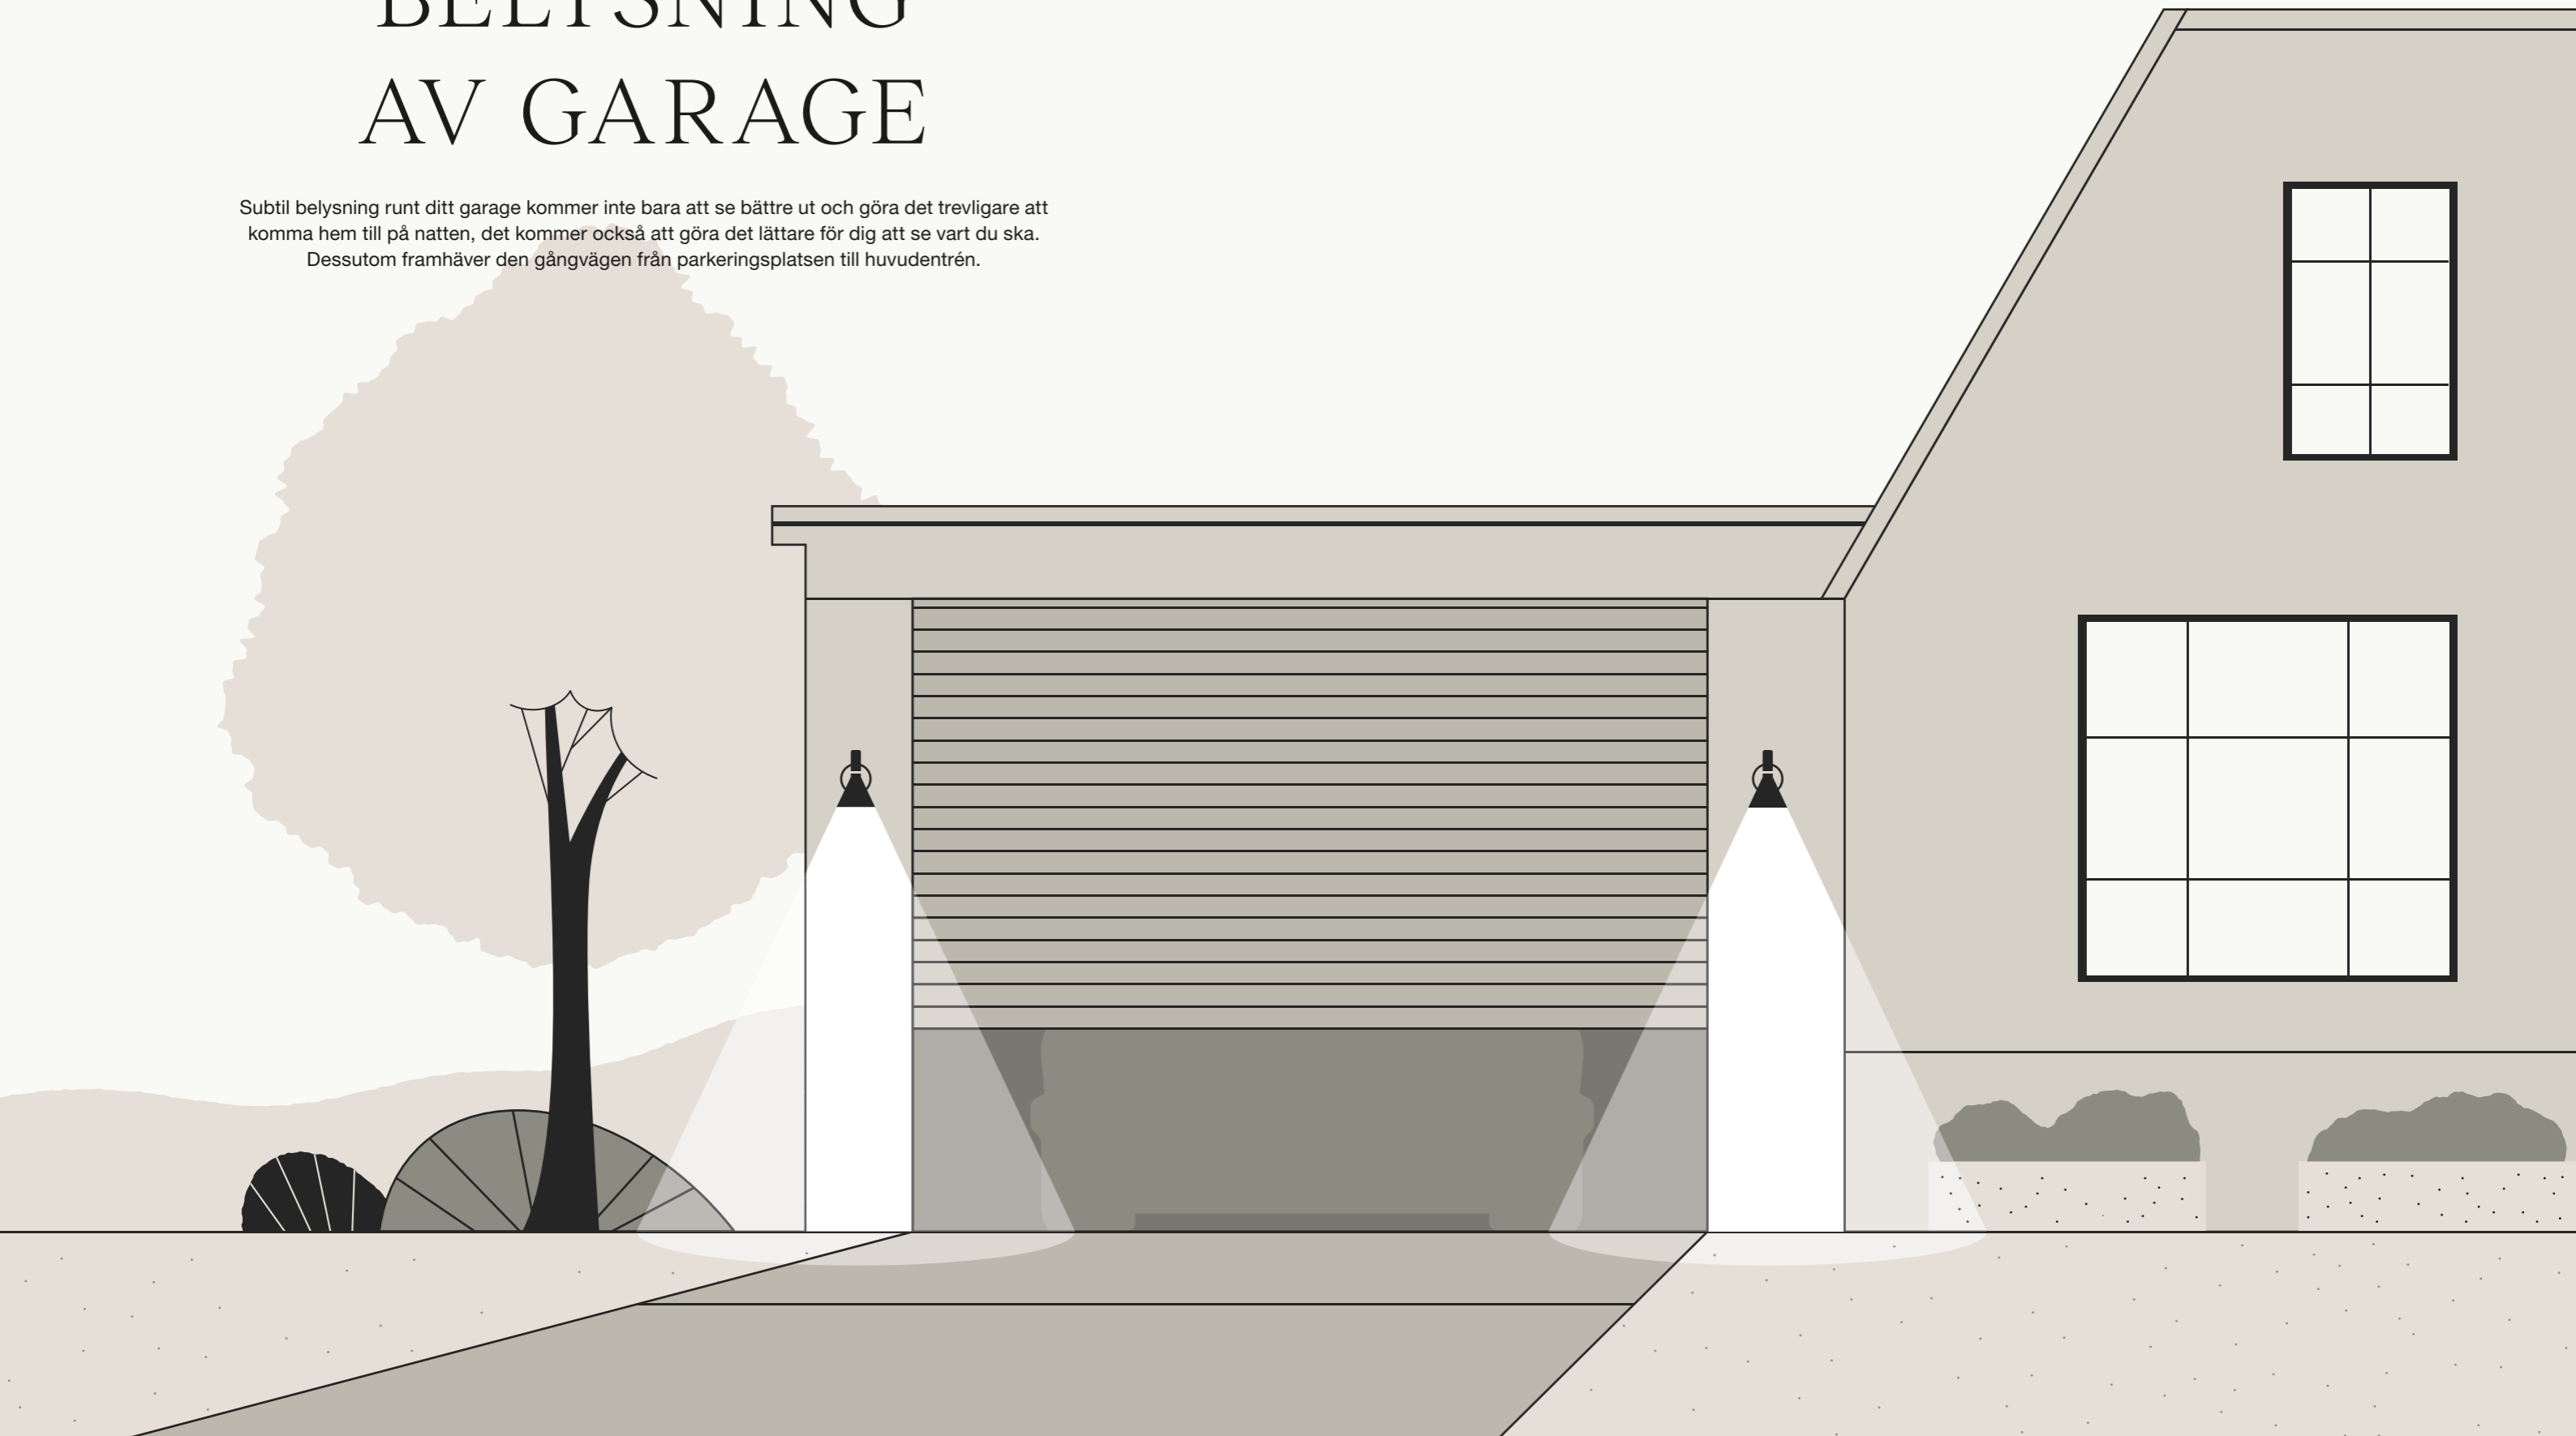 BELYSNING
AV GARAGE
Subtil belysning runt ditt garage kommer inte bara att se bättre ut och göra det trevligare att
komma hem till på natten, det kommer också att göra det lättare för dig att se vart du ska.
Dessutom framhäver den gångvägen från parkeringsplatsen till huvudentrén.